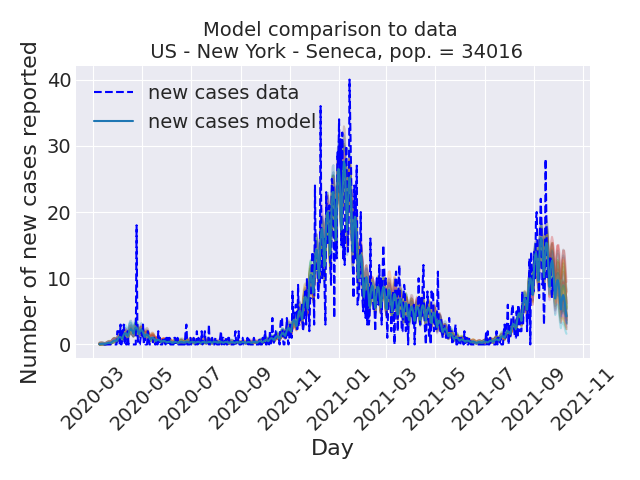 Model comparison to data
US - New York - Seneca, pop. = 34016
Number of new cases reported
40
30
20
10
0
new cases data
new cases model
2020-03
2020-05
2020-07
2020-09
2020-11
2021-01
2021-03
2021-05
2021-07
2021-09
2021-11
Day